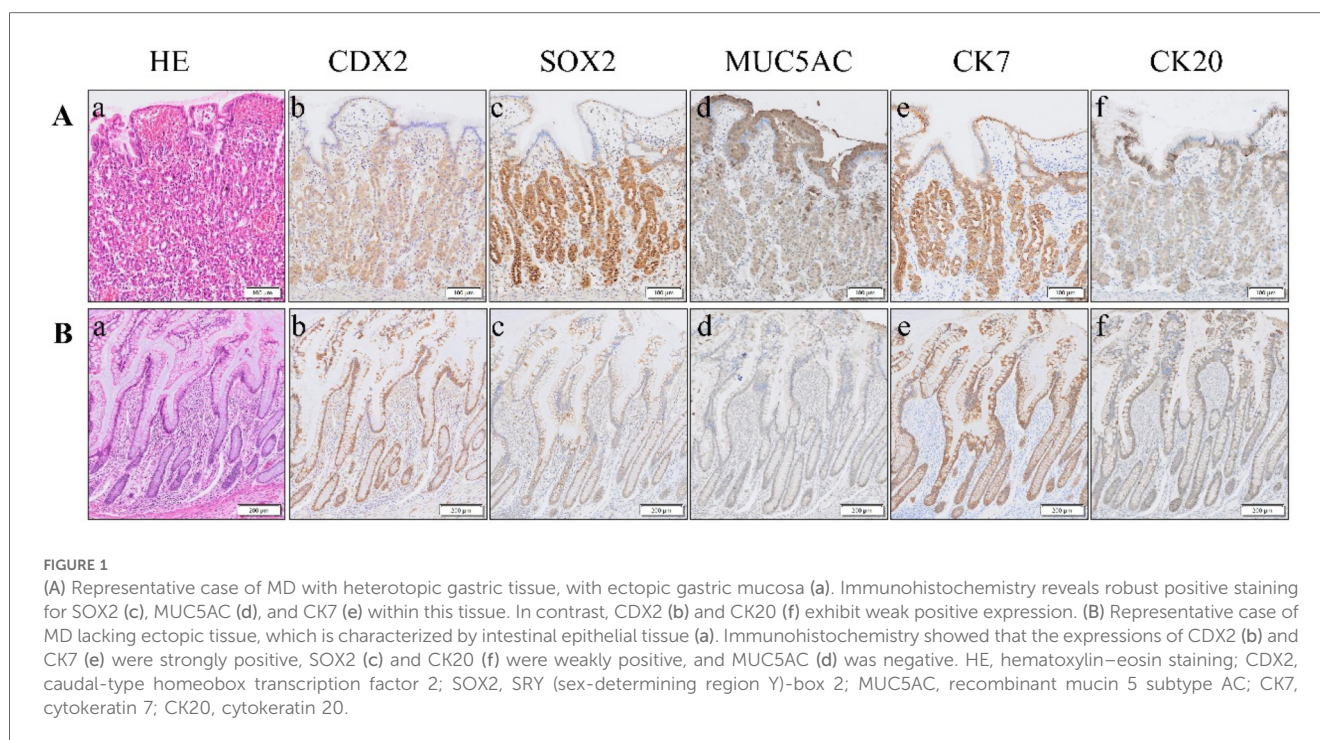 HE CDX2 SOX2 MUC5AC CK7 CK20
A a b c d e f
100 μm 100 μm 100 μm 100 μm 100 μm 100 μm
B a b c d e f
200 μm 200 μm 200 μm 200 μm 200 μm 200 μm
FIGURE 1
(A) Representative case of MD with heterotopic gastric tissue, with ectopic gastric mucosa (a). Immunohistochemistry reveals robust positive staining
for SOX2 (c), MUC5AC (d), and CK7 (e) within this tissue. In contrast, CDX2 (b) and CK20 (f) exhibit weak positive expression. (B) Representative case of
MD lacking ectopic tissue, which is characterized by intestinal epithelial tissue (a). Immunohistochemistry showed that the expressions of CDX2 (b) and
CK7 (e) were strongly positive, SOX2 (c) and CK20 (f) were weakly positive, and MUC5AC (d) was negative. HE, hematoxylin–eosin staining; CDX2,
caudal-type homeobox transcription factor 2; SOX2, SRY (sex-determining region Y)-box 2; MUC5AC, recombinant mucin 5 subtype AC; CK7,
cytokeratin 7; CK20, cytokeratin 20.